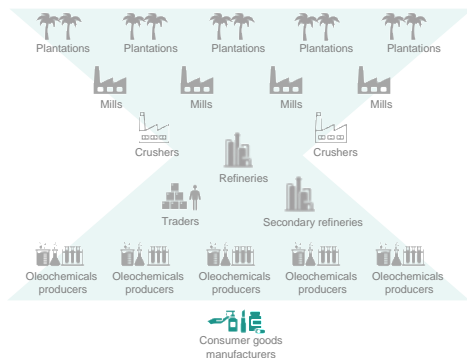 Plantations Plantations Plantations Plantations Plantations
Mills Mills Mills Mills
Crushers Crushers
Refineries
Traders Secondary refineries
Oleochemicals Oleochemicals Oleochemicals Oleochemicals Oleochemicals
producers producers producers producers producers
Consumer goods
manufacturers